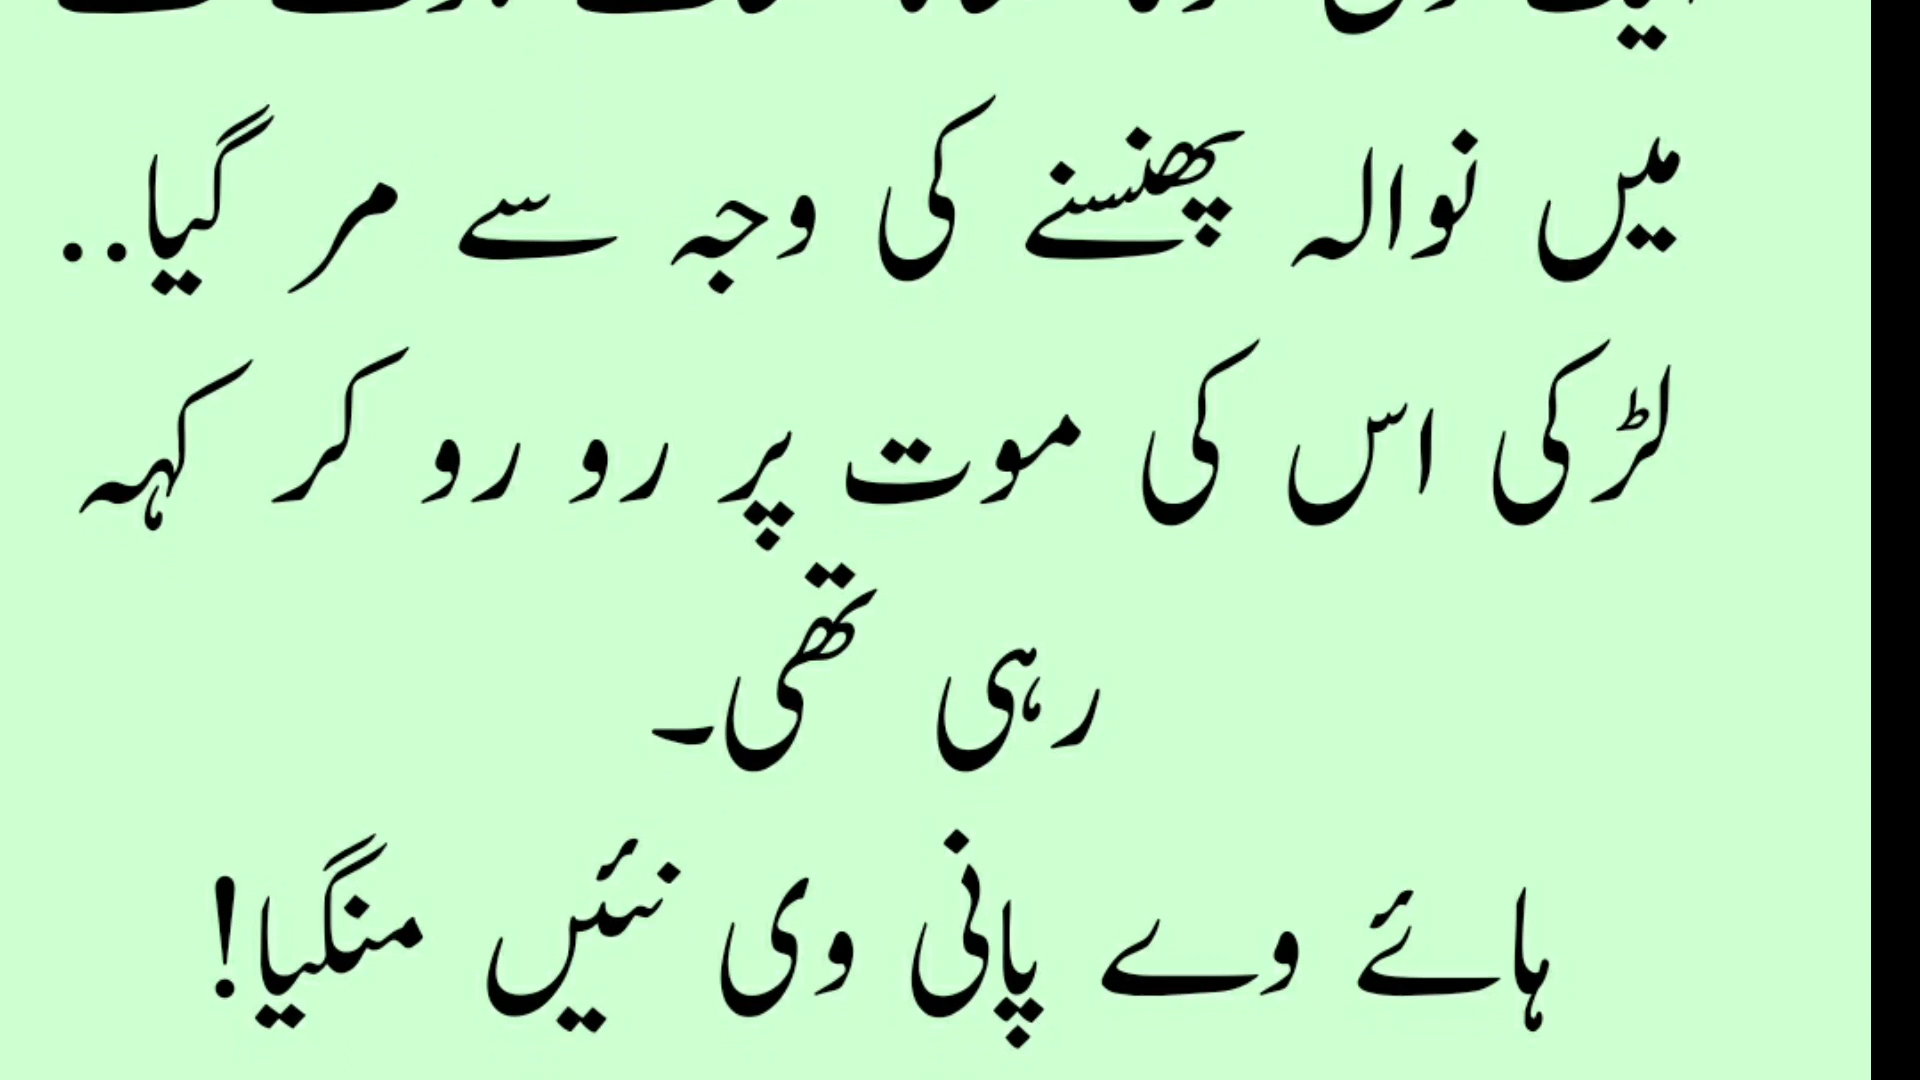 میں نوالہ پھنسنے کی وجہ سے مر گیا..
لڑکی اس کی موت پر رو رو کر کہہ
رہی تھی۔
ہائے وے پانی وی نئیں منگیا!